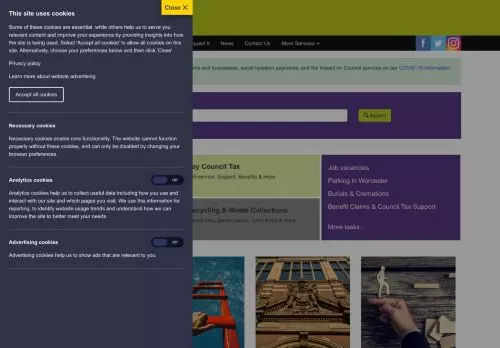 This site uses cookies
Close ✕
Some of these cookies are essential, while others help us to serve you
relevant content and improve your experience by providing insights into how
the site is being used. Select 'Accept all cookies' to allow all cookies on this
site. Alternatively, choose your preferences below and then click 'Close'
Privacy policy
Learn more about website advertising
Accept all cookies
Necessary cookies
Necessary cookies enable core functionality. The website cannot function
properly without these cookies, and can only be disabled by changing your
browser preferences.
Analytics cookies
Off
Analytics cookies help us to collect useful data including how you use and
interact with our site and which pages you visit. We use this information for
reporting, to identify website usage trends and understand how we can
improve the site to better meet your needs.
Advertising cookies
Off
Advertising cookies help us to show ads that are relevant to you.
It News Contact Us More Services
and businesses, social isolation payments, and the impact on Council services on our COVID-19 information
Search
Council Tax
Support, Benefits & more
Recycling & Waste Collections
Job vacancies
Parking in Worcester
Burials & Cremations
Benefit Claims & Council Tax Support
More tasks...